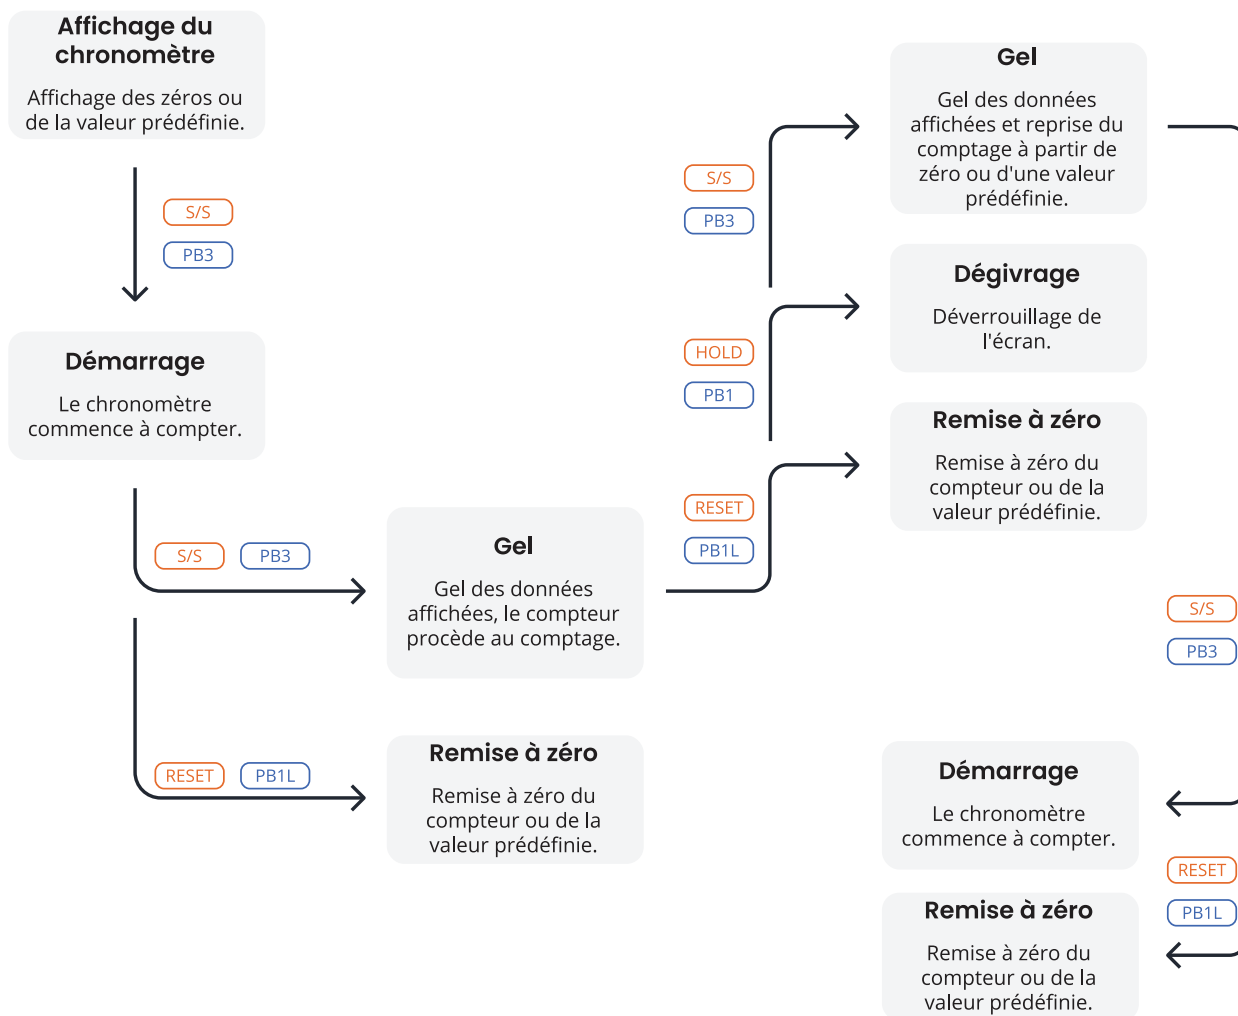 Affichage du
chronomètre
Affichage des zéros ou
de la valeur prédéfinie.
S/S
PB3
Démarrage
Le chronomètre
commence à compter.
S/S PB3
RESET PB1L
Gel
Gel des données
affichées, le compteur
procède au comptage.
Remise à zéro
Remise à zéro du
compteur ou de la
valeur prédéfinie.
S/S
PB3
HOLD
PB1
RESET
PB1L
Gel
Gel des données
affichées et reprise du
comptage à partir de
zéro ou d'une valeur
prédéfinie.
Dégivrage
Déverrouillage de
l'écran.
Remise à zéro
Remise à zéro du
compteur ou de la
valeur prédéfinie.
S/S
PB3
Démarrage
Le chronomètre
commence à compter.
RESET
PB1L
Remise à zéro
Remise à zéro du
compteur ou de la
valeur prédéfinie.